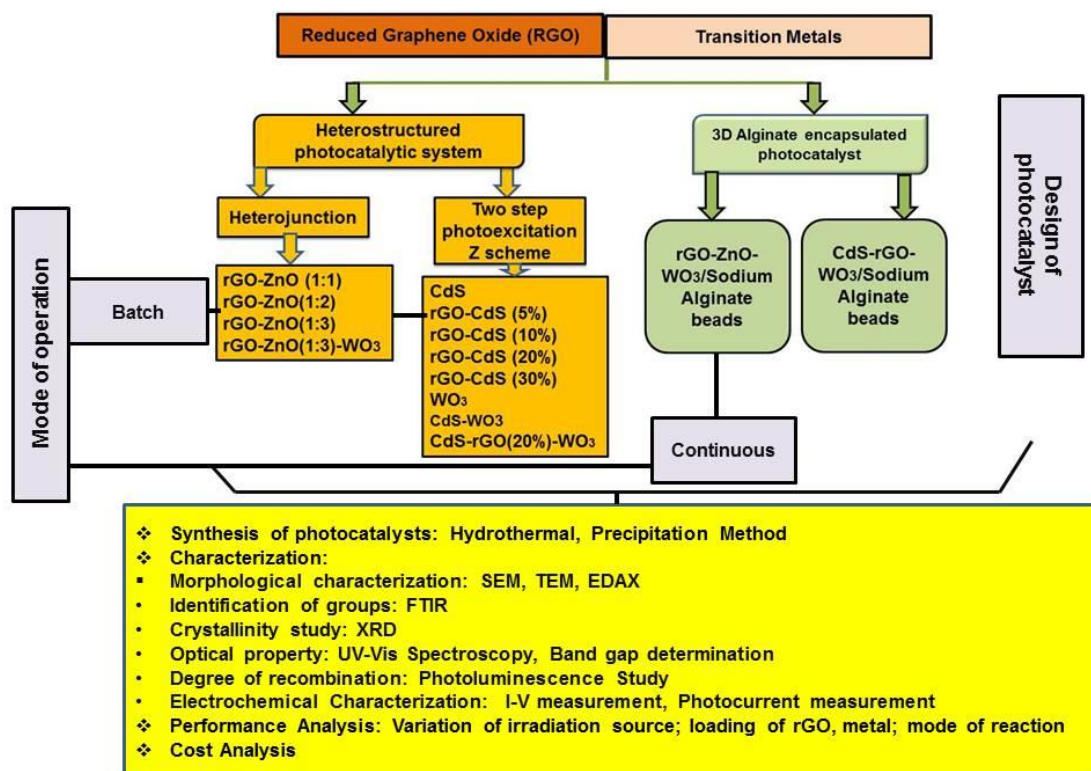 Reduced Graphene Oxide (RGO)
Transition Metals
Heterostructured
photocatalytic system
3D Alginate encapsulated
photocatalyst
Design of
photocatalyst
Heterojunction
Two step
photoexcitation
Z scheme
rGO-ZnO-
WO₃/Sodium
Alginate
beads
CdS-rGO-
WO₃/Sodium
Alginate
beads
Mode of operation
Batch
rGO-ZnO (1:1)
rGO-ZnO(1:2)
rGO-ZnO(1:3)
rGO-ZnO(1:3)-WO₃
CdS
rGO-CdS (5%)
rGO-CdS (10%)
rGO-CdS (20%)
rGO-CdS (30%)
WO₃
CdS-WO3
CdS-rGO(20%)-WO₃
Continuous
❖ Synthesis of photocatalysts: Hydrothermal, Precipitation Method
❖ Characterization:
▪ Morphological characterization: SEM, TEM, EDAX
• Identification of groups: FTIR
• Crystallinity study: XRD
• Optical property: UV-Vis Spectroscopy, Band gap determination
• Degree of recombination: Photoluminescence Study
• Electrochemical Characterization: I-V measurement, Photocurrent measurement
❖ Performance Analysis: Variation of irradiation source; loading of rGO, metal; mode of reaction
❖ Cost Analysis